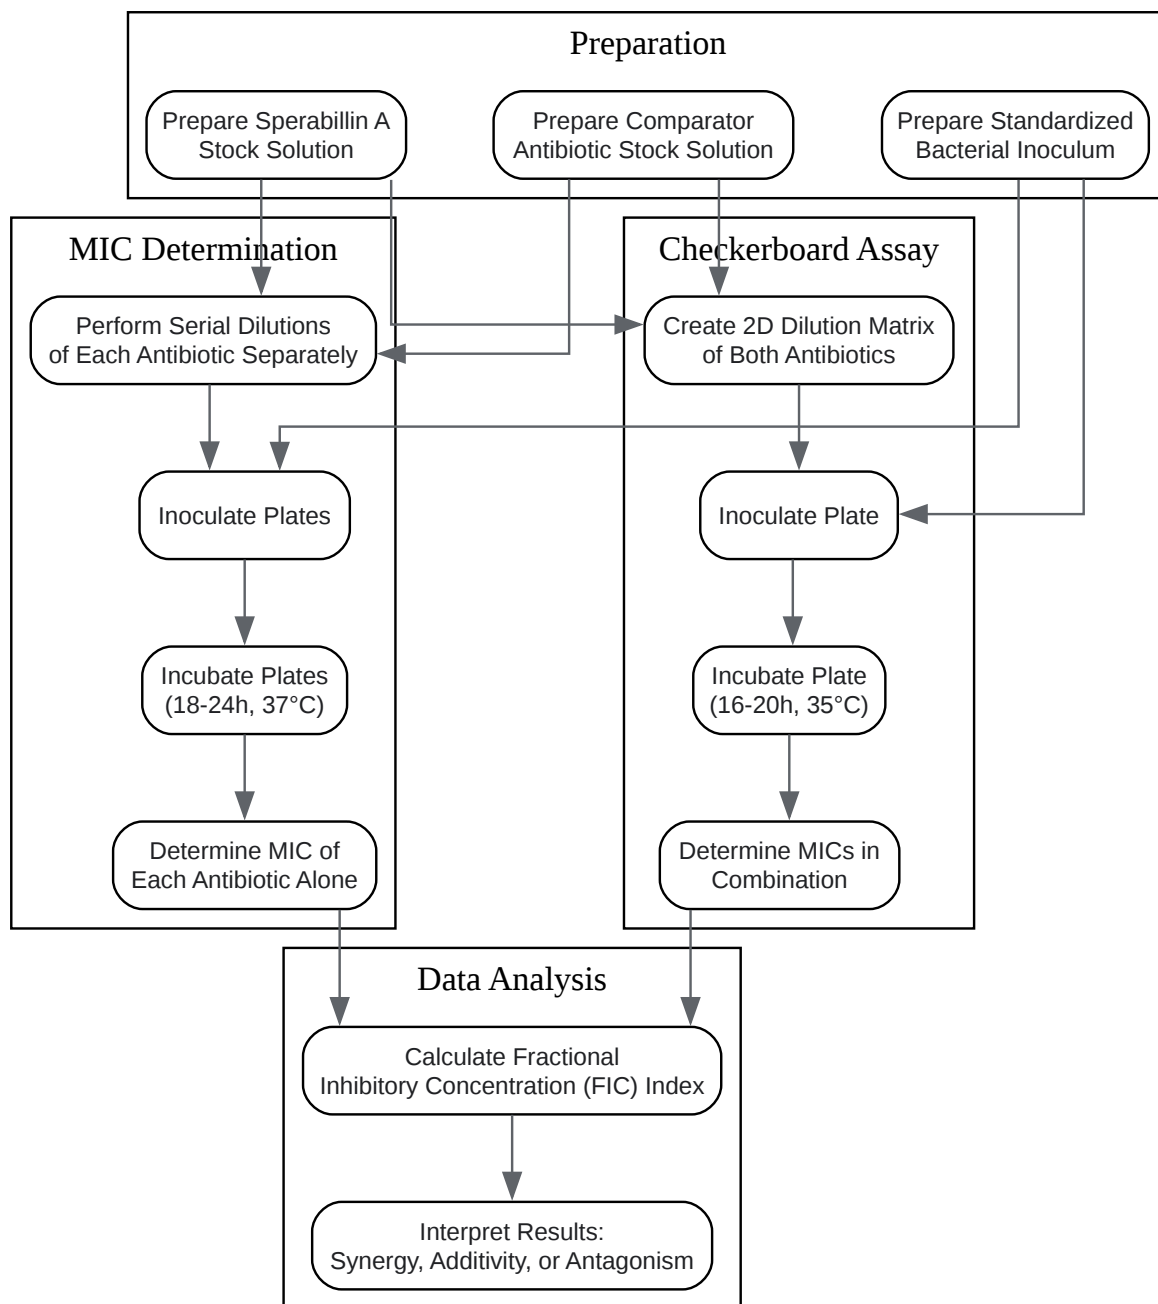 Preparation
Prepare Sperabillin A
Stock Solution
Prepare Comparator
Antibiotic Stock Solution
Prepare Standardized
Bacterial Inoculum
MIC Determination
Perform Serial Dilutions
of Each Antibiotic Separately
Inoculate Plates
Incubate Plates
(18-24h, 37°C)
Determine MIC of
Each Antibiotic Alone
Checkerboard Assay
Create 2D Dilution Matrix
of Both Antibiotics
Inoculate Plate
Incubate Plate
(16-20h, 35°C)
Determine MICs in
Combination
Data Analysis
Calculate Fractional
Inhibitory Concentration (FIC) Index
Interpret Results:
Synergy, Additivity, or Antagonism